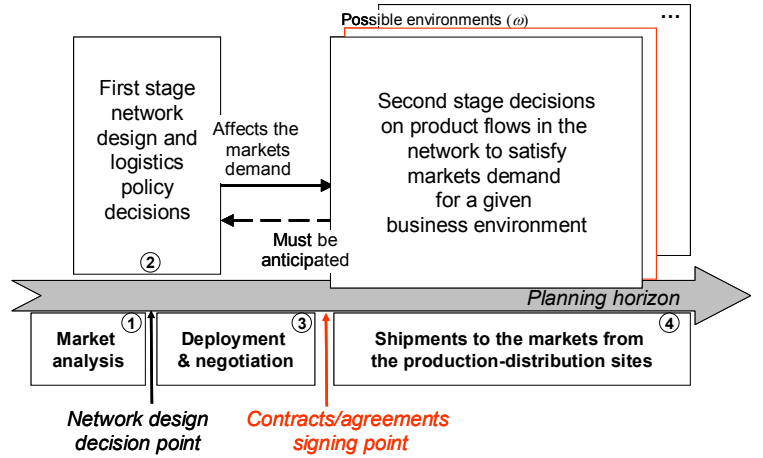 Possible environments (ω)
...
First stage
network
design and
logistics
policy
decisions
②
Affects the
markets
demand
Must be
anticipated
Second stage decisions
on product flows in the
network to satisfy
markets demand
for a given
business environment
Planning horizon
①
Market
analysis
③
Deployment
& negotiation
④
Shipments to the markets from
the production-distribution sites
Network design
decision point
Contracts/agreements
signing point